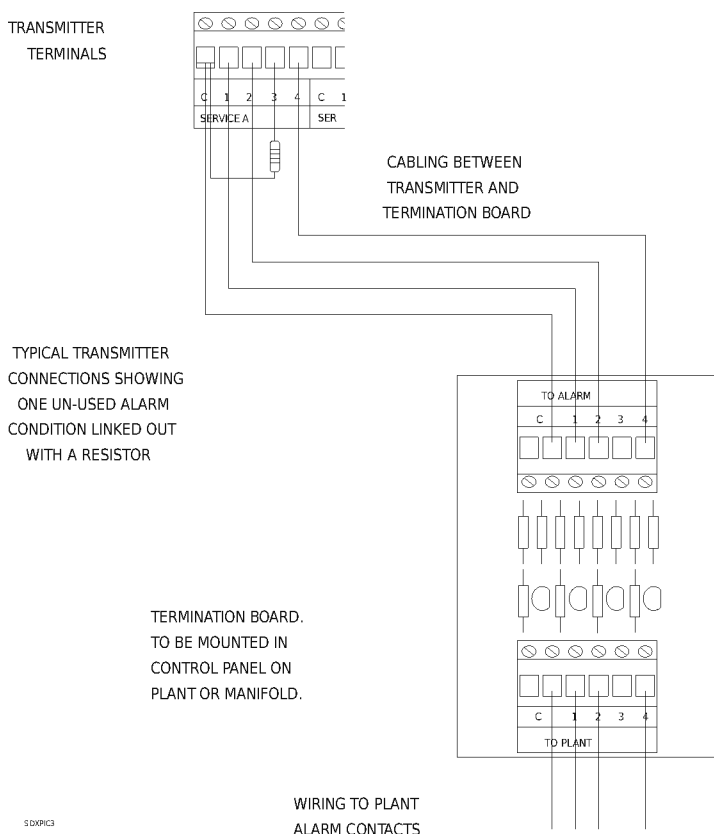 TRANSMITTER
TERMINALS
C 1 2 3 4 C 1
SERVICE A SER
CABLING BETWEEN
TRANSMITTER AND
TERMINATION BOARD
TYPICAL TRANSMITTER
CONNECTIONS SHOWING
ONE UN-USED ALARM
CONDITION LINKED OUT
WITH A RESISTOR
TO ALARM
C 1 2 3 4
TERMINATION BOARD.
TO BE MOUNTED IN
CONTROL PANEL ON
PLANT OR MANIFOLD.
C 1 2 3 4
TO PLANT
WIRING TO PLANT
ALARM CONTACTS
SDXPIC3